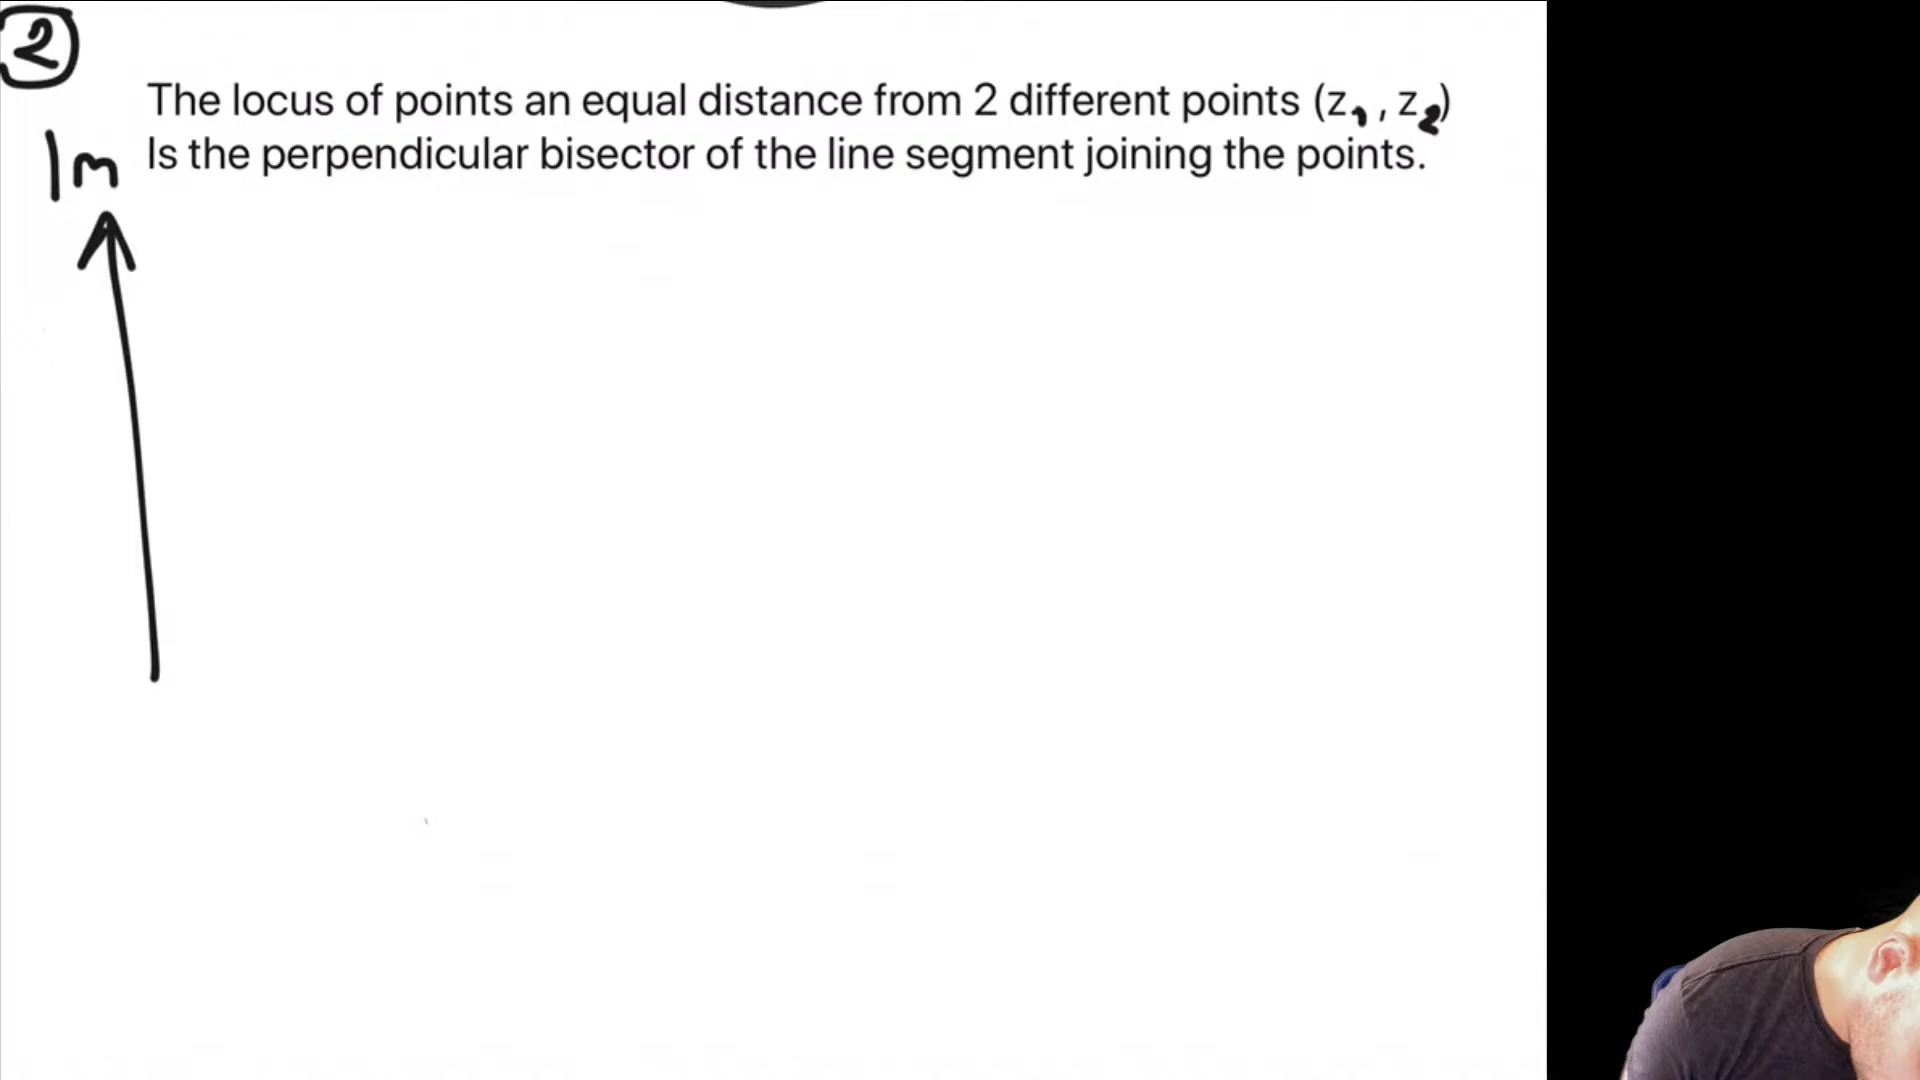 2
The locus of points an equal distance from 2 different points (z₁, z₂)
Im
Is the perpendicular bisector of the line segment joining the points.